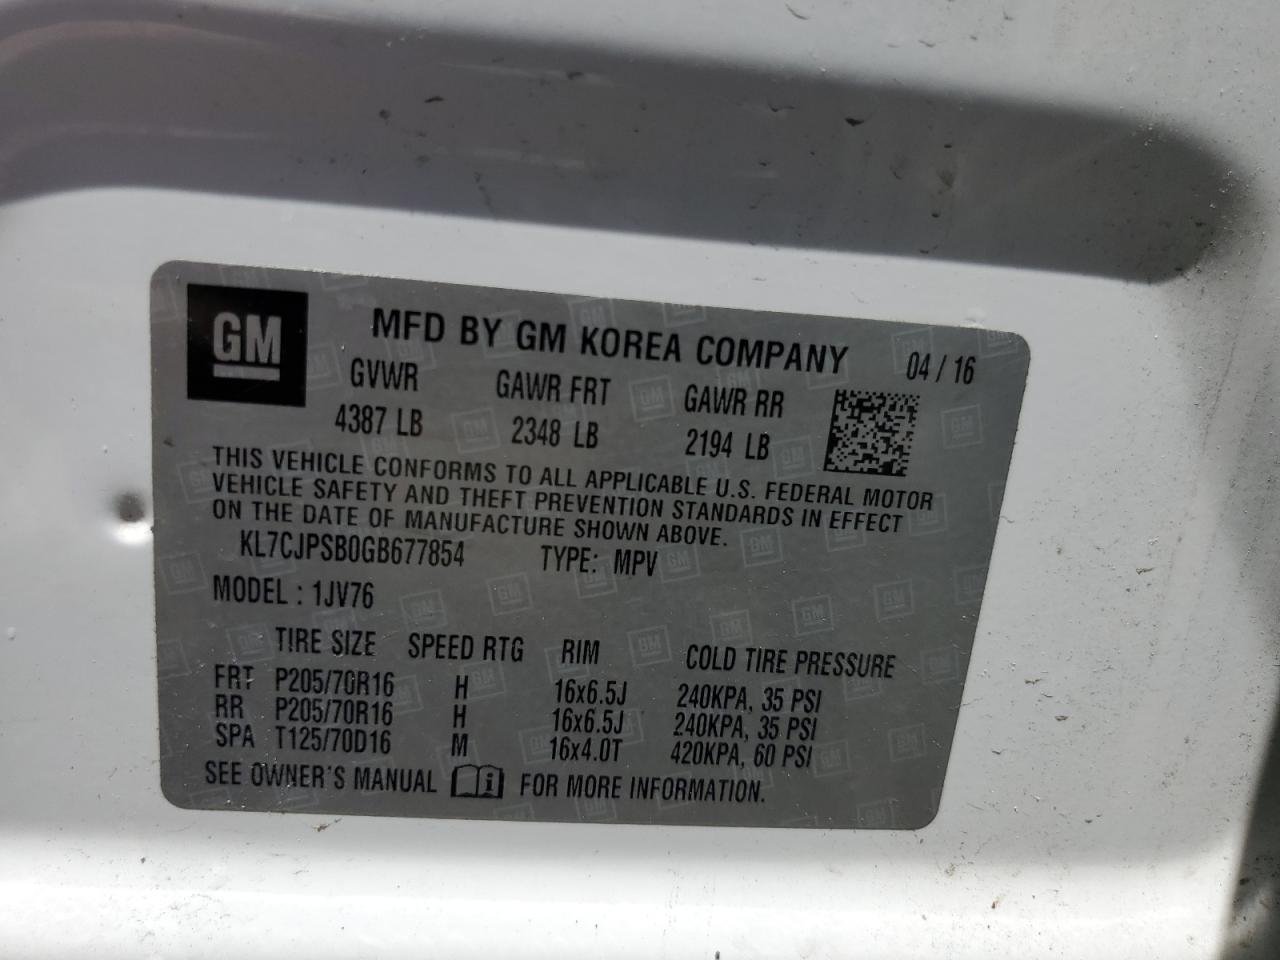 GM
MFD BY GM KOREA COMPANY 04 / 16
GVWR GAWR FRT GAWR RR
4387 LB 2348 LB 2194 LB
THIS VEHICLE CONFORMS TO ALL APPLICABLE U.S. FEDERAL MOTOR
VEHICLE SAFETY AND THEFT PREVENTION STANDARDS IN EFFECT
ON THE DATE OF MANUFACTURE SHOWN ABOVE.
KL7CJPSB0GB677854 TYPE: MPV
MODEL : 1JV76
TIRE SIZE SPEED RTG RIM COLD TIRE PRESSURE
FRT P205/70R16 H 16x6.5J 240KPA, 35 PSI
RR P205/70R16 H 16x6.5J 240KPA, 35 PSI
SPA T125/70D16 M 16x4.0T 420KPA, 60 PSI
SEE OWNER'S MANUAL FOR MORE INFORMATION.